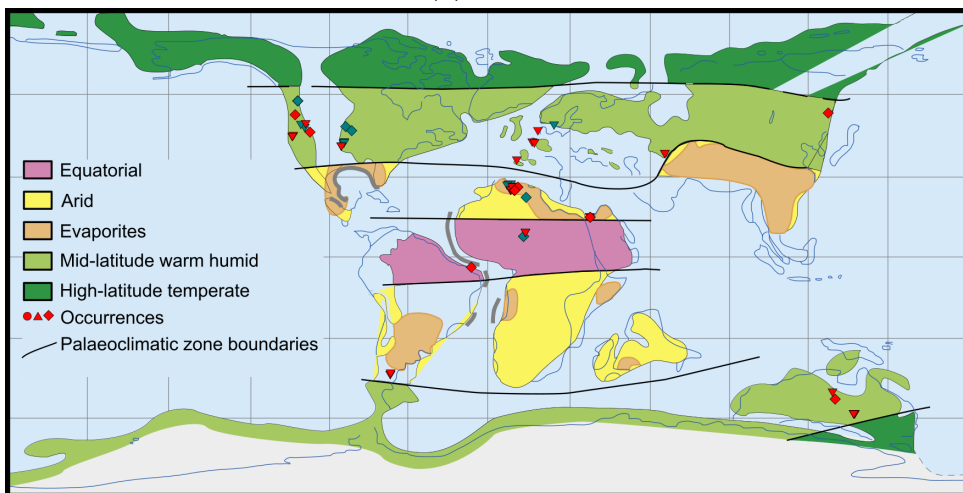 Equatorial
Arid
Evaporites
Mid-latitude warm humid
High-latitude temperate
Occurrences
Palaeoclimatic zone boundaries